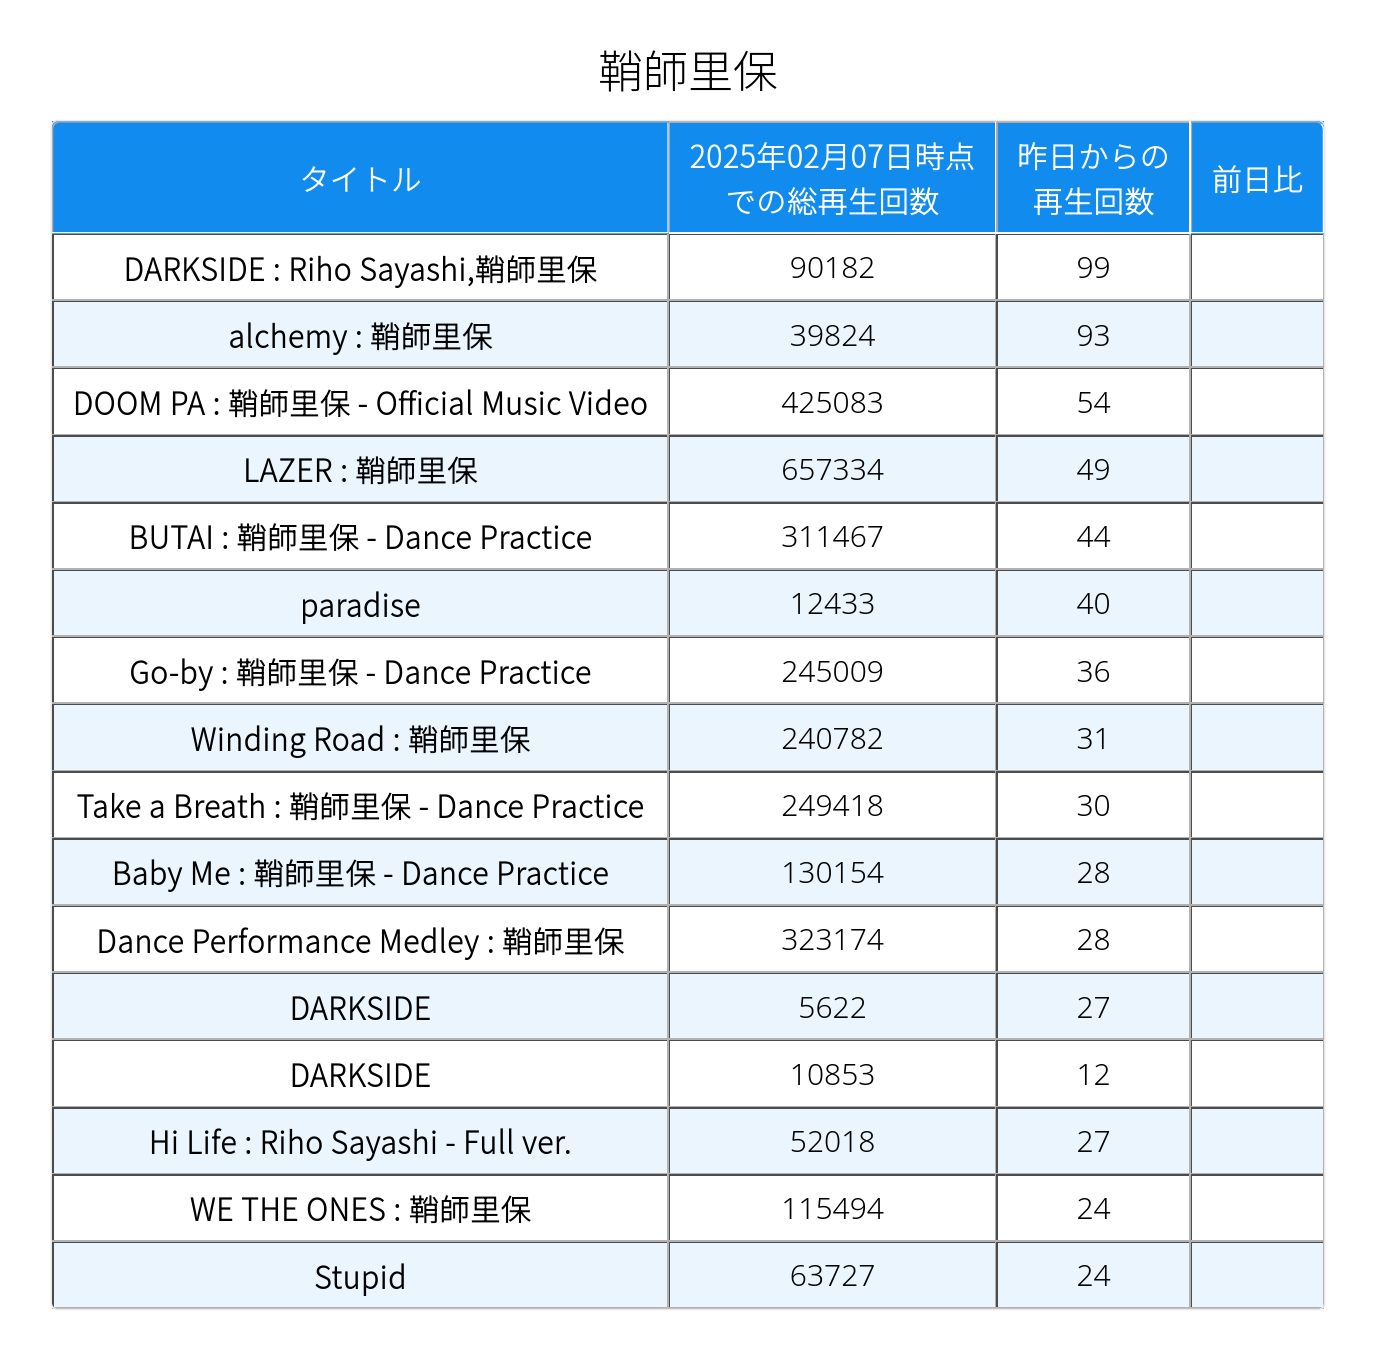 鞘師里保
タイトル 2025年02月07日時点での総再生回数 昨日からの再生回数 前日比
DARKSIDE : Riho Sayashi,鞘師里保 90182 99
alchemy : 鞘師里保 39824 93
DOOM PA : 鞘師里保 - Official Music Video 425083 54
LAZER : 鞘師里保 657334 49
BUTAI : 鞘師里保 - Dance Practice 311467 44
paradise 12433 40
Go-by : 鞘師里保 - Dance Practice 245009 36
Winding Road : 鞘師里保 240782 31
Take a Breath : 鞘師里保 - Dance Practice 249418 30
Baby Me : 鞘師里保 - Dance Practice 130154 28
Dance Performance Medley : 鞘師里保 323174 28
DARKSIDE 5622 27
DARKSIDE 10853 12
Hi Life : Riho Sayashi - Full ver. 52018 27
WE THE ONES : 鞘師里保 115494 24
Stupid 63727 24